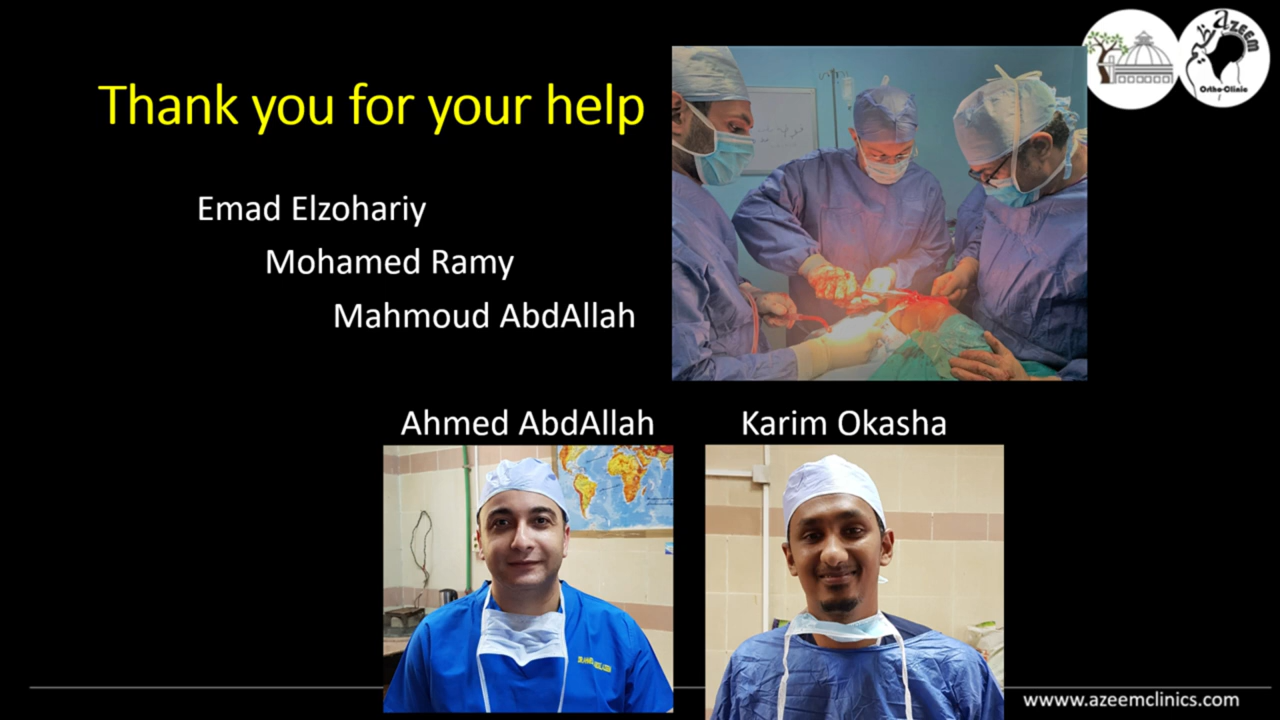 Thank you for your help
Emad Elzohariy
Mohamed Ramy
Mahmoud AbdAllah
Ahmed AbdAllah
Karim Okasha
azeem
Ortho-Clinic
www.azeemclinics.com